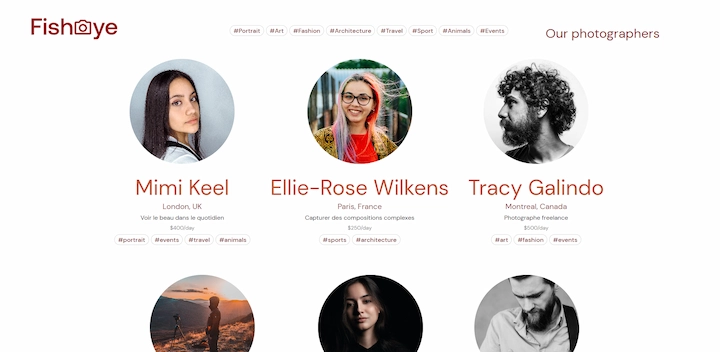 Fisheye
#Portrait #Art #Fashion #Architecture #Travel #Sport #Animals #Events
Our photographers
Mimi Keel
London, UK
Voir le beau dans le quotidien
$400/day
#portrait #events #travel #animals
Ellie-Rose Wilkens
Paris, France
Capturer des compositions complexes
$250/day
#sports #architecture
Tracy Galindo
Montreal, Canada
Photographe freelance
$500/day
#art #fashion #events